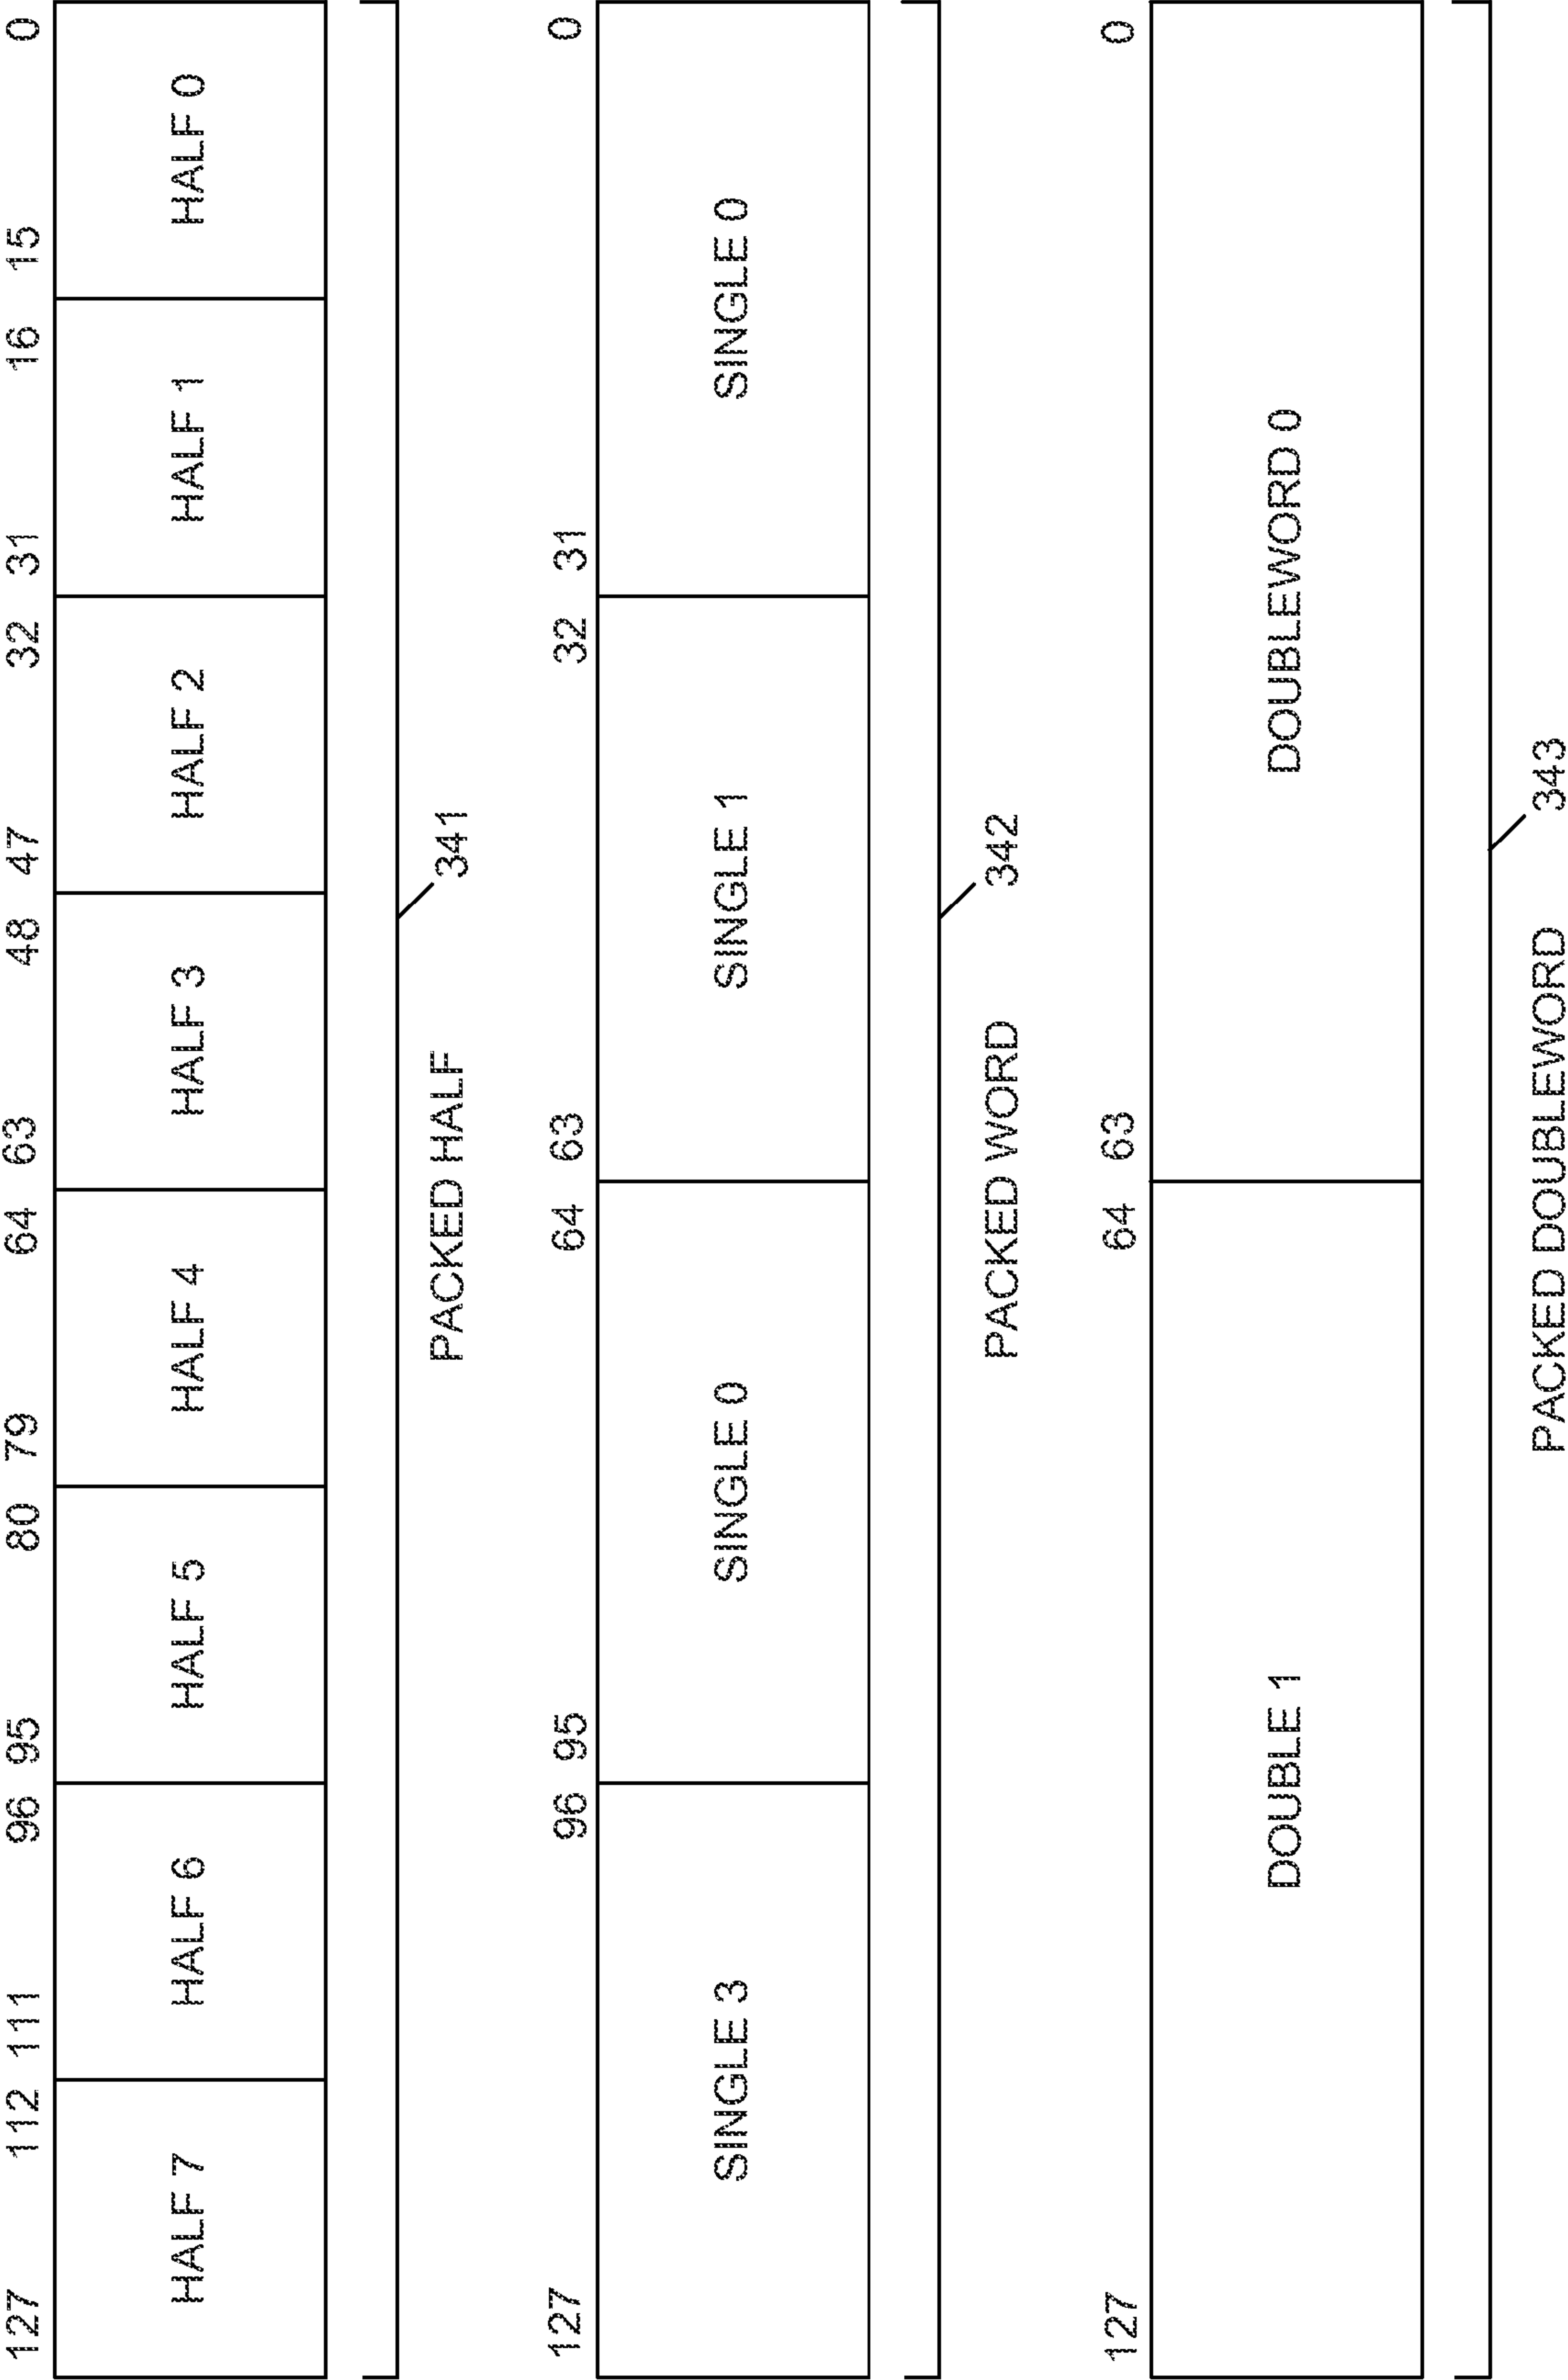 127 112 111 96 95 80 79 64 63 48 47 32 31 16 15 0
HALF 7 HALF 6 HALF 5 HALF 4 HALF 3 HALF 2 HALF 1 HALF 0
341
PACKED HALF
127 96 95 64 63 32 31 0
SINGLE 3 SINGLE 0 SINGLE 1 SINGLE 0
342
PACKED WORD
127 64 63 0
DOUBLE 1 DOUBLEWORD 0
343
PACKED DOUBLEWORD